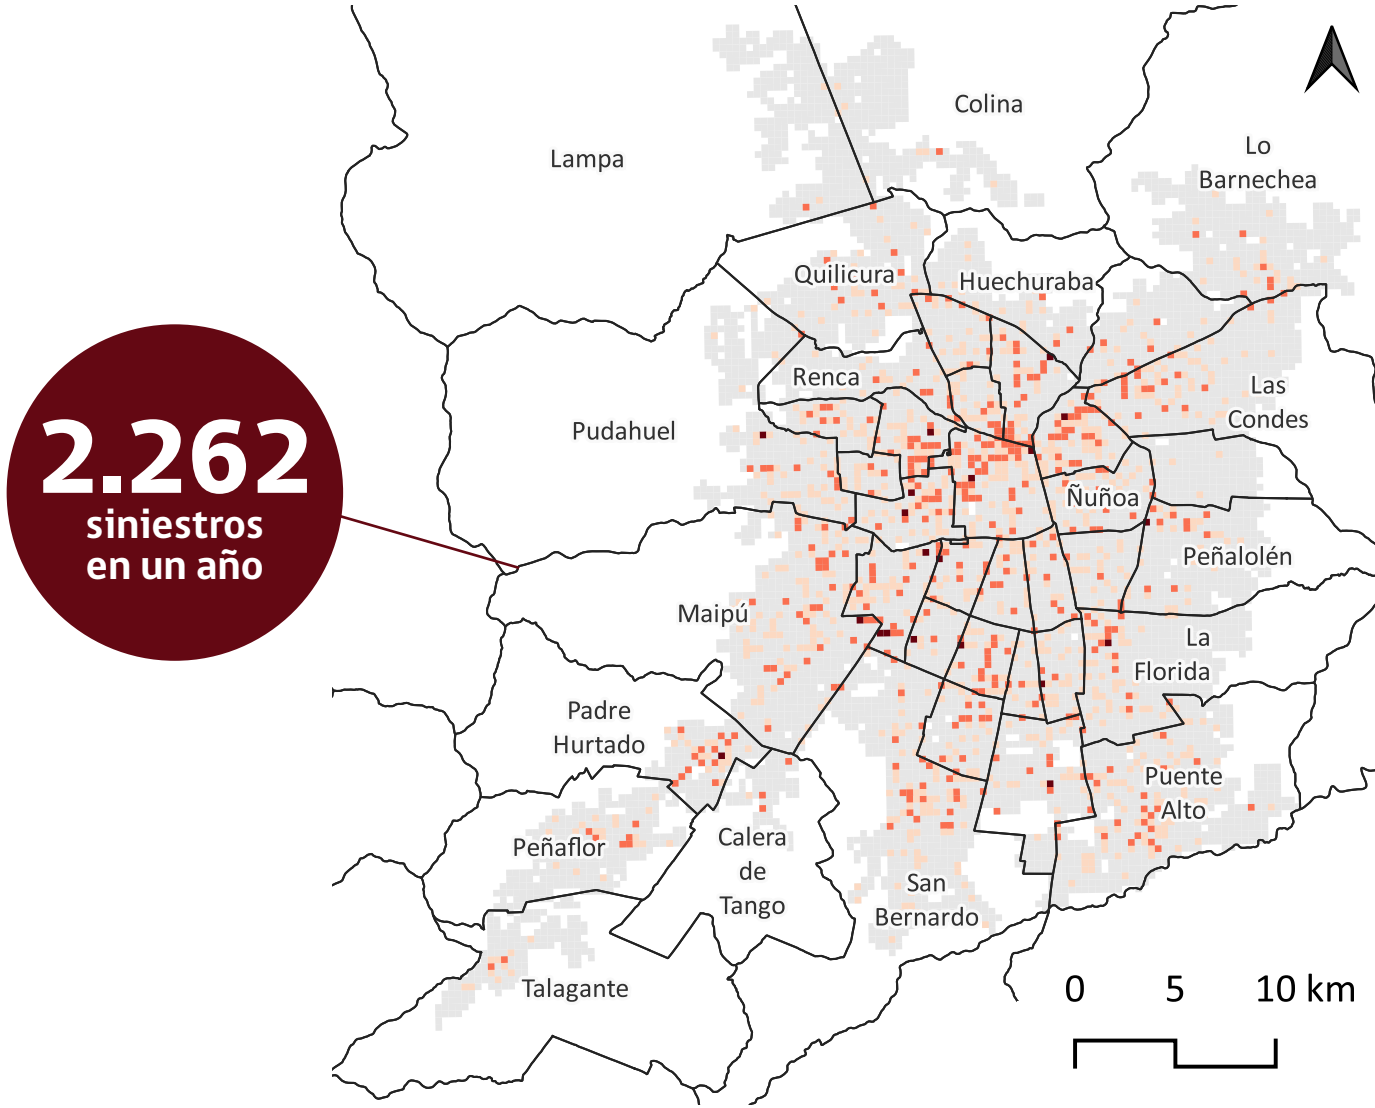 Colina
Lo
Barnechea
Lampa
Quilicura
Huechuraba
Renca
Las
Condes
Pudahuel
2.262
siniestros
en un año
Ñuñoa
Peñalolén
Maipú
La
Florida
Padre
Hurtado
Puente
Alto
Peñaflor
Calera
de
Tango
San
Bernardo
Talagante
0 5 10 km